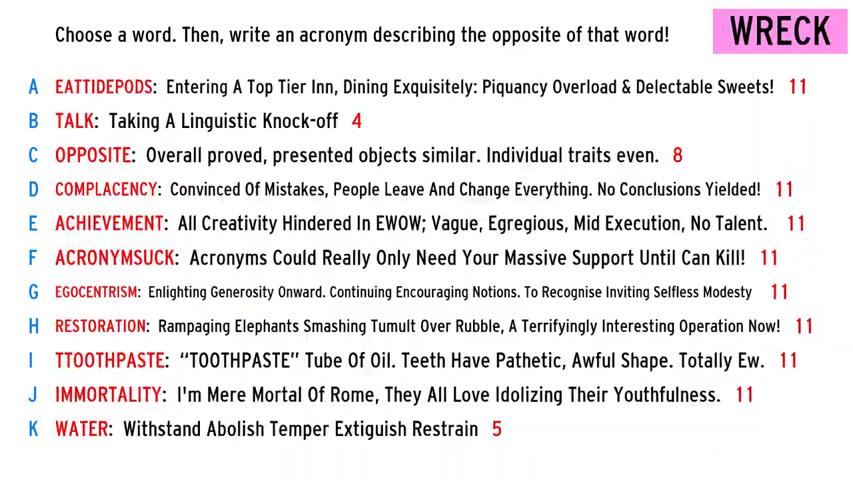 Choose a word. Then, write an acronym describing the opposite of that word!
WRECK
A EATTIDEPODS: Entering A Top Tier Inn, Dining Exquisitely: Piquancy Overload & Delectable Sweets! 11
B TALK: Taking A Linguistic Knock-off 4
C OPPOSITE: Overall proved, presented objects similar. Individual traits even. 8
D COMPLACENCY: Convinced Of Mistakes, People Leave And Change Everything. No Conclusions Yielded! 11
E ACHIEVEMENT: All Creativity Hindered In EWOW; Vague, Egregious, Mid Execution, No Talent. 11
F ACRONYMSUCK: Acronyms Could Really Only Need Your Massive Support Until Can Kill! 11
G EGOCENTRISM: Enlighting Generosity Onward. Continuing Encouraging Notions. To Recognise Inviting Selfless Modesty 11
H RESTORATION: Rampaging Elephants Smashing Tumult Over Rubble, A Terrifyingly Interesting Operation Now! 11
I TTOOTHPASTE: “TOOTHPASTE” Tube Of Oil. Teeth Have Pathetic, Awful Shape. Totally Ew. 11
J IMMORTALITY: I'm Mere Mortal Of Rome, They All Love Idolizing Their Youthfulness. 11
K WATER: Withstand Abolish Temper Extiguish Restrain 5